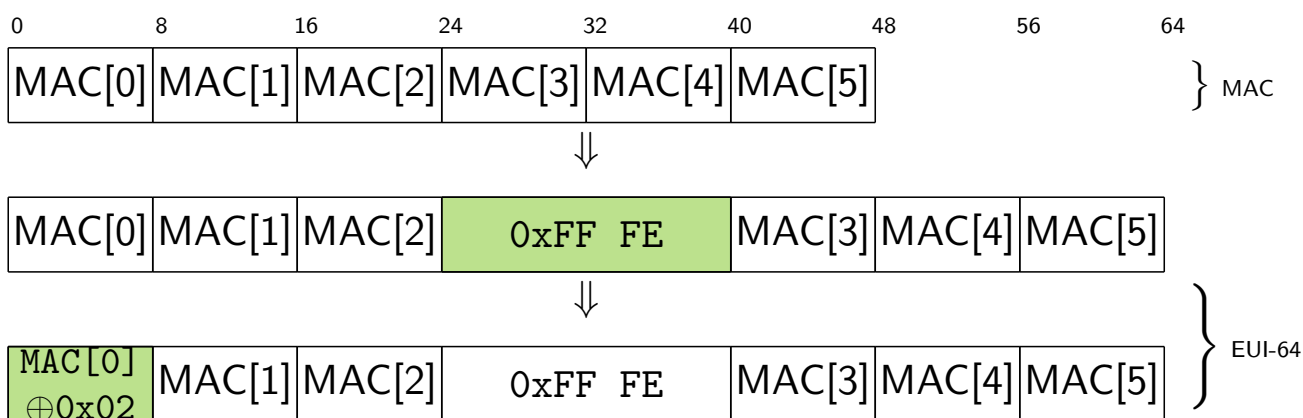 0 8 16 24 32 40 48 56 64
MAC[0] MAC[1] MAC[2] MAC[3] MAC[4] MAC[5] } MAC
⇓
MAC[0] MAC[1] MAC[2] 0xFF FE MAC[3] MAC[4] MAC[5]
⇓
} EUI-64
MAC[0]
⊕0x02 MAC[1] MAC[2] 0xFF FE MAC[3] MAC[4] MAC[5]